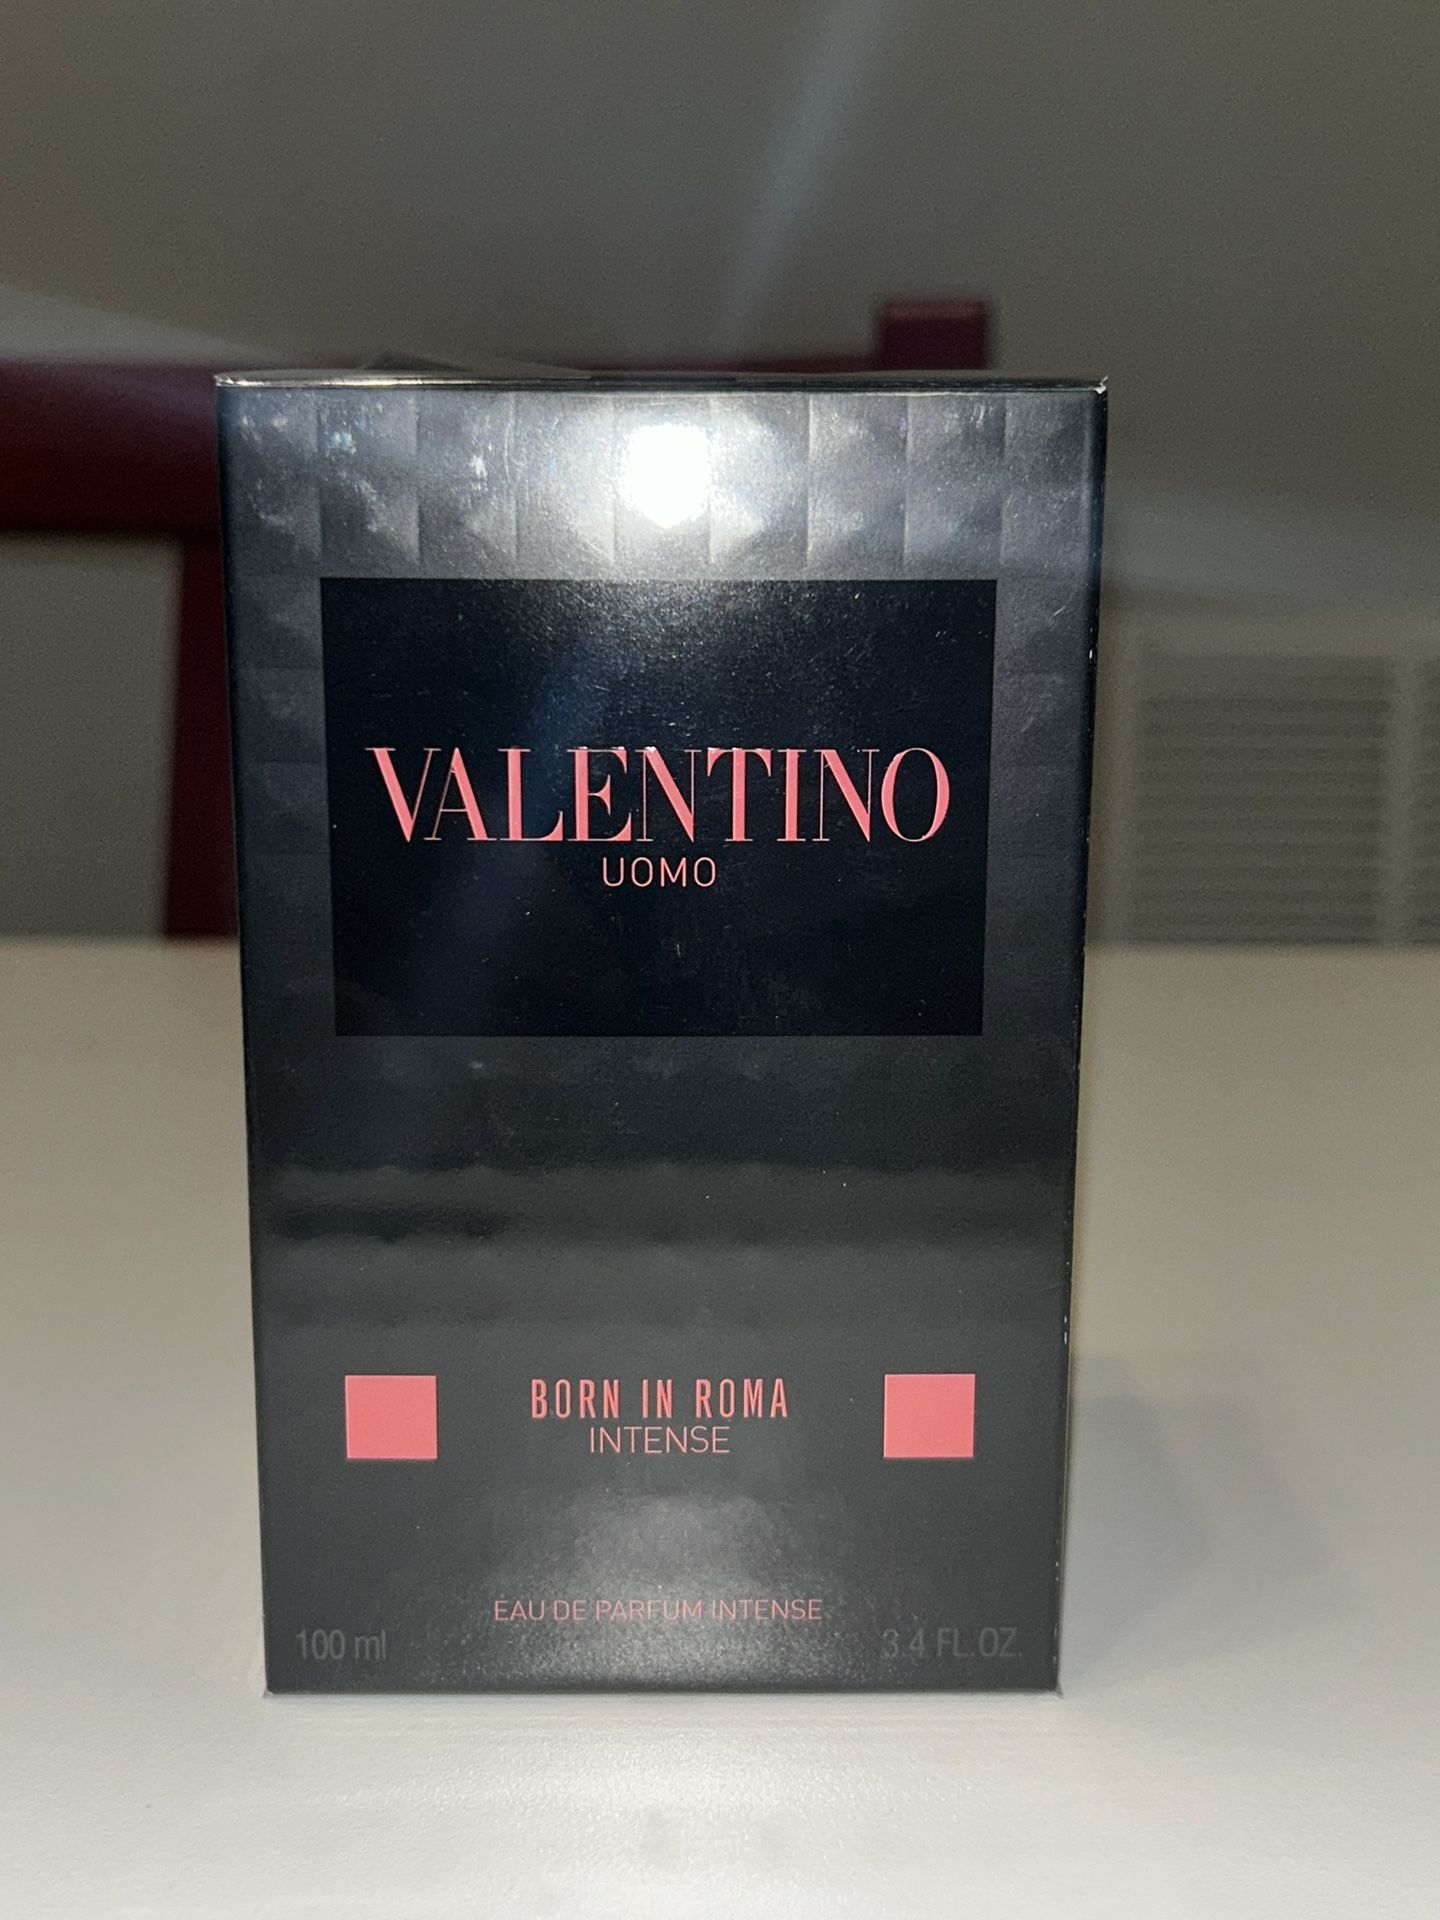 VALENTINO
UOMO
BORN IN ROMA
INTENSE
EAU DE PARFUM INTENSE
100 ml 3.4 FL.OZ.